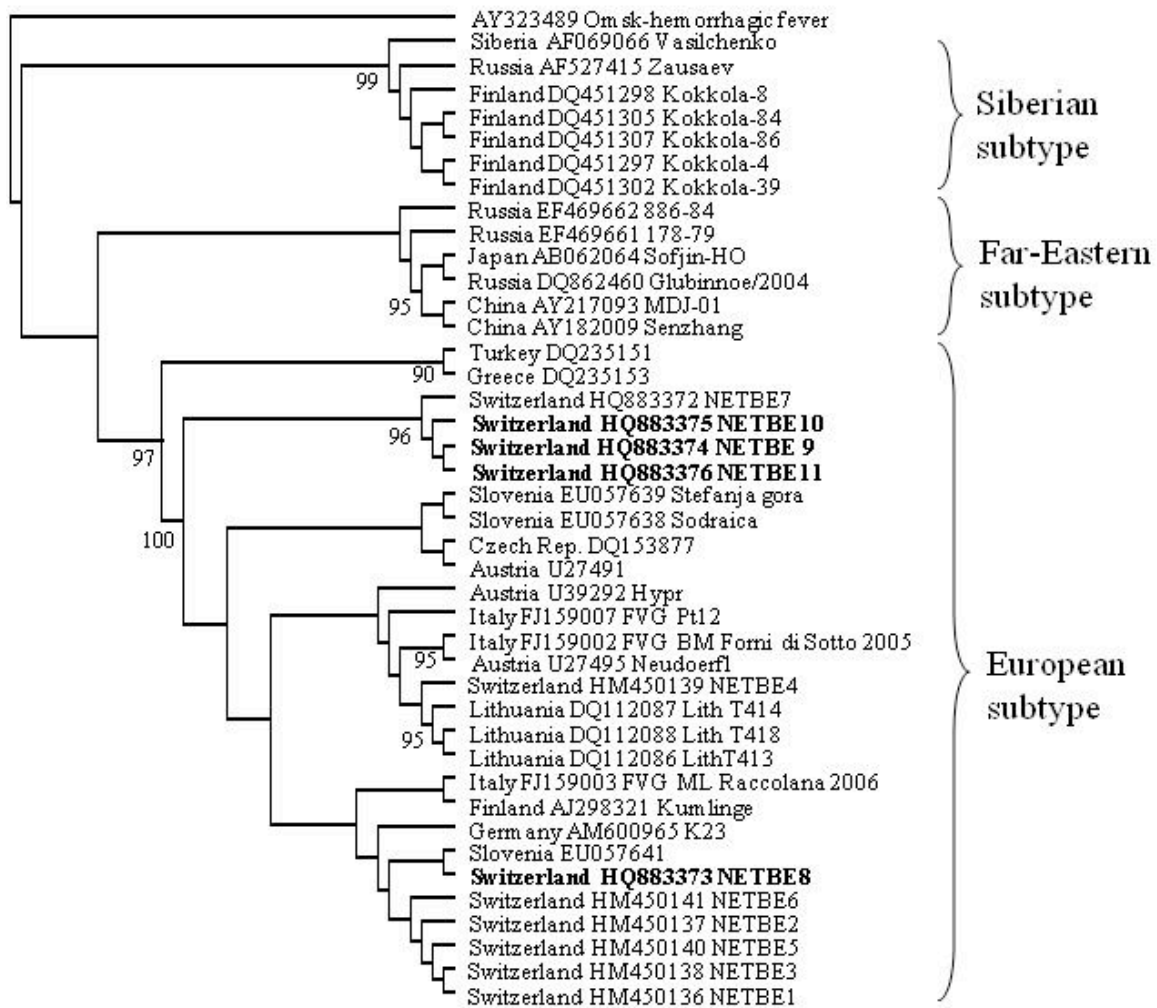 AY323489 Omsk-hemorrhagic fever
Siberia AF069066 Vasilchenko
Russia AF527415 Zausaev
99
Finland DQ451298 Kokkola-8
Finland DQ451305 Kokkola-84
Finland DQ451307 Kokkola-86
Finland DQ451297 Kokkola-4
Finland DQ451302 Kokkola-39
Siberian
subtype
Russia EF469662 886-84
Russia EF469661 178-79
Japan AB062064 Sofjin-HO
Russia DQ862460 Glubinnoe/2004
95
China AY217093 MDJ-01
China AY182009 Senzhang
Far-Eastern
subtype
Turkey DQ235151
90
Greece DQ235153
Switzerland HQ883372 NETBE7
Switzerland HQ883375 NETBE10
96
Switzerland HQ883374 NETBE 9
97
Switzerland HQ883376 NETBE11
Slovenia EU057639 Stefanja gora
Slovenia EU057638 Sodraica
100
Czech Rep. DQ153877
Austria U27491
Austria U39292 Hypr
Italy FJ159007 FVG Pt12
Italy FJ159002 FVG BM Forni di Sotto 2005
95
Austria U27495 Neudoerfl
Switzerland HM450139 NETBE4
Lithuania DQ112087 Lith T414
Lithuania DQ112088 Lith T418
95
Lithuania DQ112086 LithT413
Italy FJ159003 FVG ML Raccolana 2006
Finland AJ298321 Kumlinge
Germany AM600965 K23
Slovenia EU057641
Switzerland HQ883373 NETBE8
Switzerland HM450141 NETBE6
Switzerland HM450137 NETBE2
Switzerland HM450140 NETBE5
Switzerland HM450138 NETBE3
Switzerland HM450136 NETBE1
European
subtype